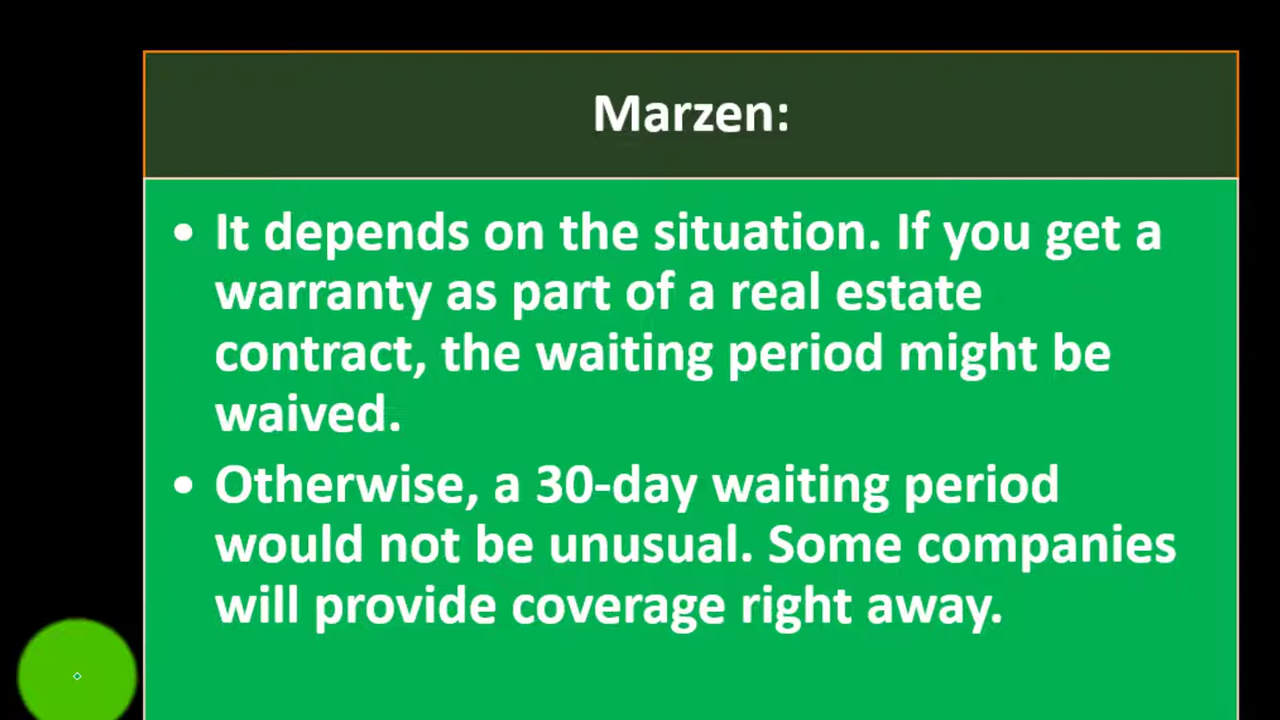 Marzen:
• It depends on the situation. If you get a
warranty as part of a real estate
contract, the waiting period might be
waived.
• Otherwise, a 30-day waiting period
would not be unusual. Some companies
will provide coverage right away.